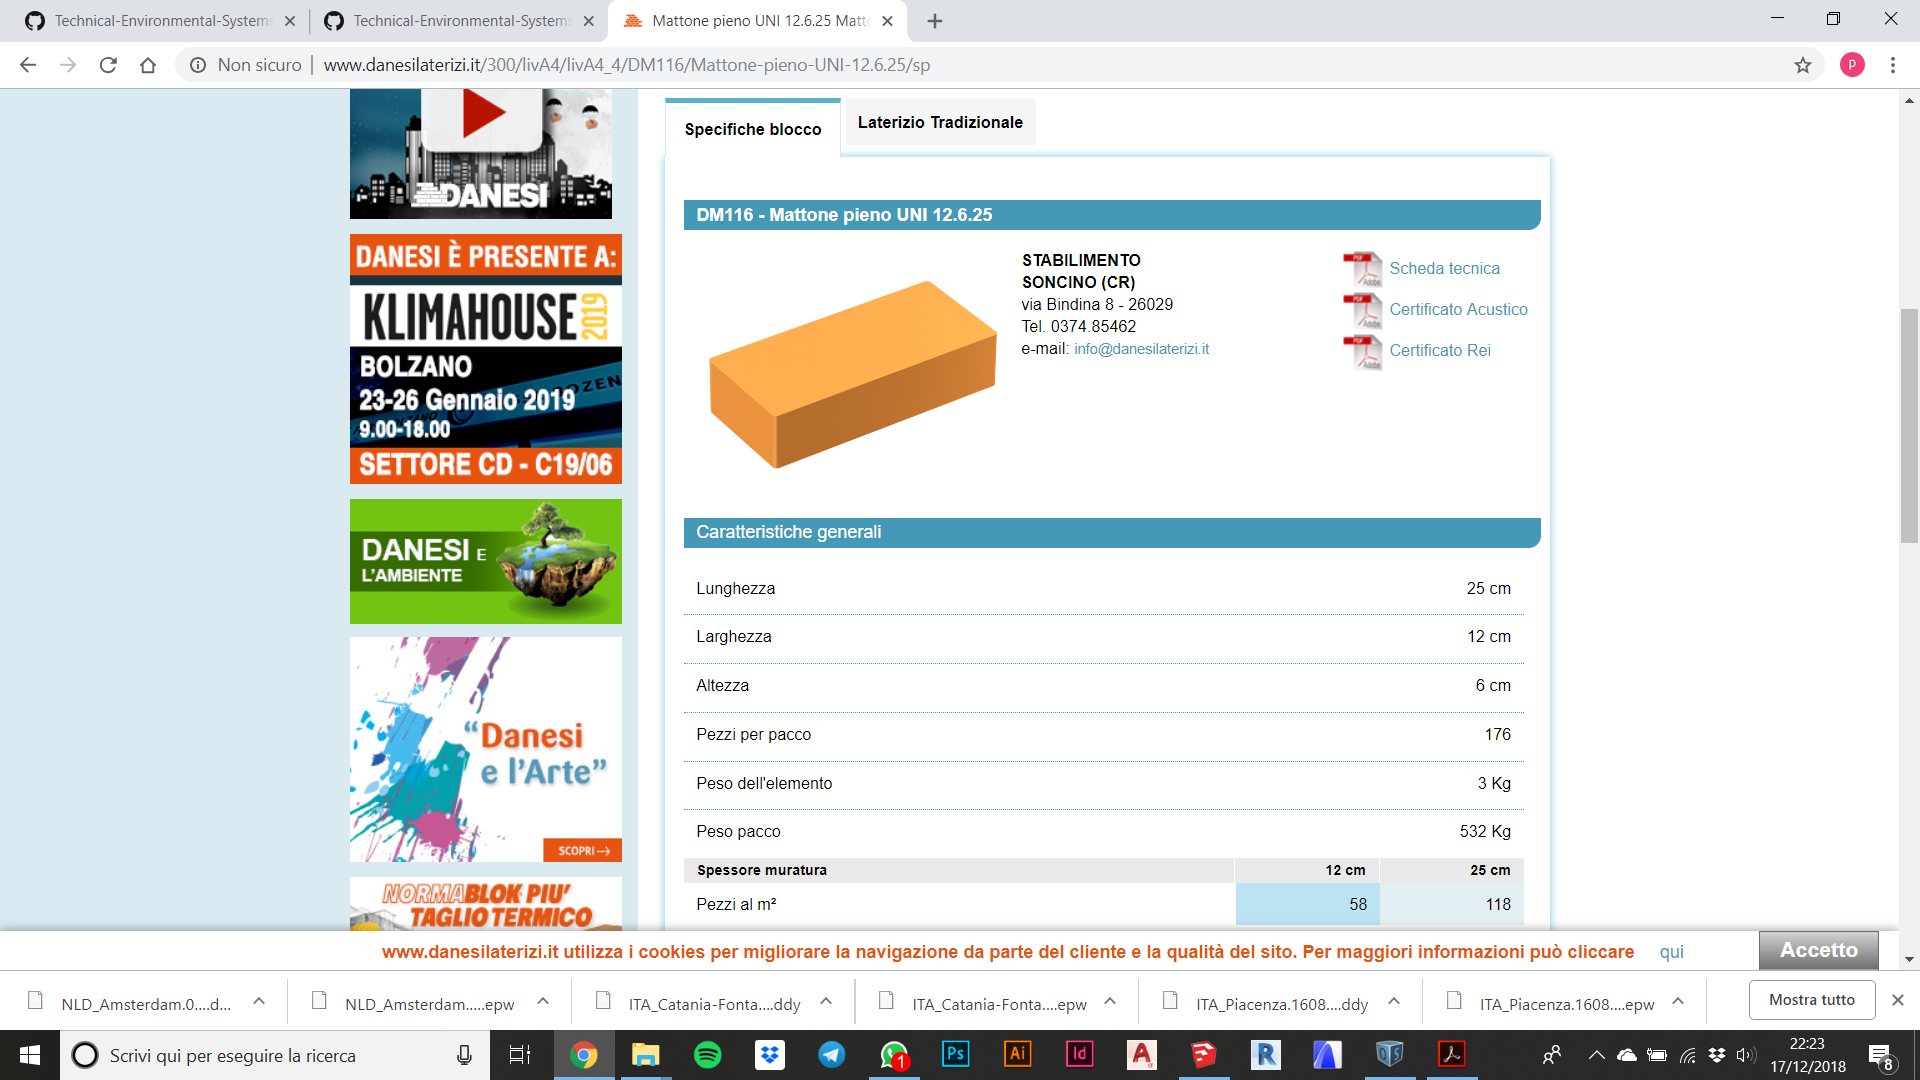 Technical-Environmental-Systems
Technical-Environmental-Systems
Mattone pieno UNI 12.6.25 Matto
Non sicuro
www.danesilaterizi.it/300/livA4/livA4_4/DM116/Mattone-pieno-UNI-12.6.25/sp
P
DANESI
DANESI È PRESENTE A:
KLIMAHOUSE 2019
BOLZANO
23-26 Gennaio 2019
9.00-18.00
SETTORE CD - C19/06
DANESI E
L'AMBIENTE
“Danesi
e l'Arte”
SCOPRI
NORMABLOK PIU'
TAGLIO TERMICO
Specifiche blocco
Laterizio Tradizionale
DM116 - Mattone pieno UNI 12.6.25
STABILIMENTO
SONCINO (CR)
via Bindina 8 - 26029
Tel. 0374.85462
e-mail: info@danesilaterizi.it
Scheda tecnica
Certificato Acustico
Certificato Rei
Caratteristiche generali
Lunghezza 25 cm
Larghezza 12 cm
Altezza 6 cm
Pezzi per pacco 176
Peso dell'elemento 3 Kg
Peso pacco 532 Kg
Spessore muratura 12 cm 25 cm
Pezzi al m² 58 118
www.danesilaterizi.it utilizza i cookies per migliorare la navigazione da parte del cliente e la qualità del sito. Per maggiori informazioni può cliccare qui
Accetto
NLD_Amsterdam.0....d...
NLD_Amsterdam.....epw
ITA_Catania-Fonta....ddy
ITA_Catania-Fonta....epw
ITA_Piacenza.1608....ddy
ITA_Piacenza.1608....epw
Mostra tutto
Scrivi qui per eseguire la ricerca
1
Ps
Ai
Id
A
R
22:23
17/12/2018
8